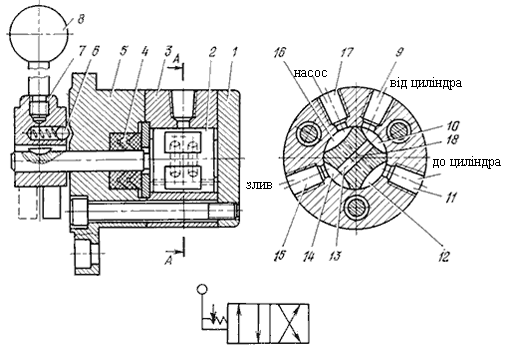 8
7 6 5 4 3 А 2 1
А
16 17 9
насос
від циліндра
10
18
до циліндра
злив
11
15 14 13 12